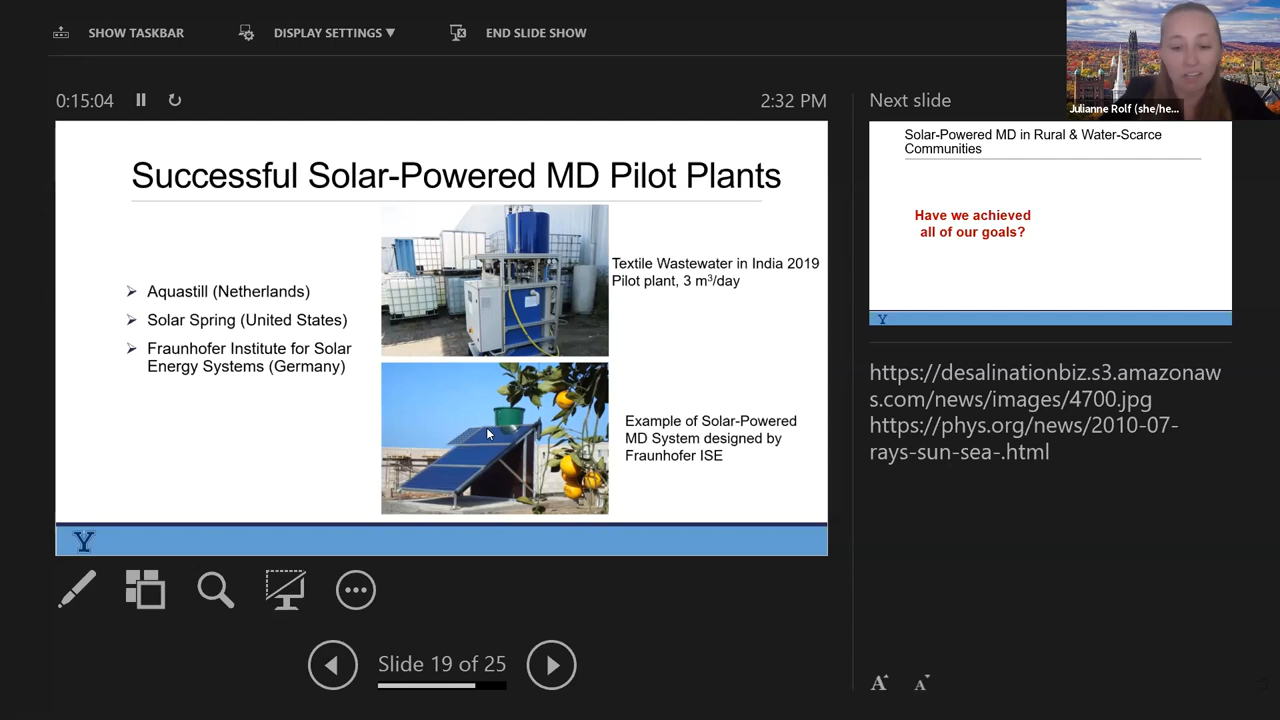 SHOW TASKBAR
DISPLAY SETTINGS ▼
END SLIDE SHOW
0:15:04
2:32 PM
Successful Solar-Powered MD Pilot Plants
Aquastill (Netherlands)
Solar Spring (United States)
Fraunhofer Institute for Solar
Energy Systems (Germany)
Textile Wastewater in India 2019
Pilot plant, 3 m³/day
Example of Solar-Powered
MD System designed by
Fraunhofer ISE
Y
Slide 19 of 25
Next slide
Solar-Powered MD in Rural & Water-Scarce
Communities
Have we achieved
all of our goals?
Y
https://desalinationbiz.s3.amazonaw
s.com/news/images/4700.jpg
https://phys.org/news/2010-07-
rays-sun-sea-.html
A A
Julianne Rolf (she/he...